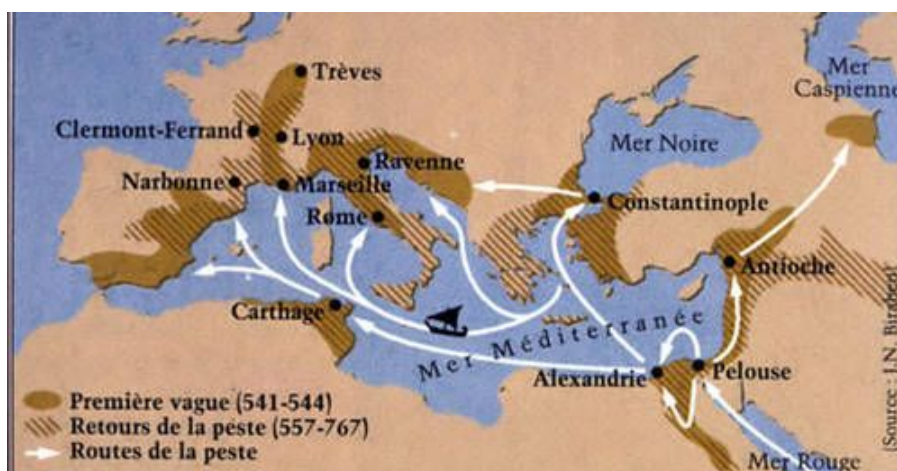 Trèves
Mer
Caspienne
Clermont-Ferrand
Lyon
Mer Noire
Ravenne
Narbonne
Marseille
Constantinople
Rome
Antioche
Carthage
Mer Méditerranée
Alexandrie
Pelouse
Première vague (541-544)
Retours de la peste (557-767)
Routes de la peste
Mer Rouge
(Source : J.N. Biraben)